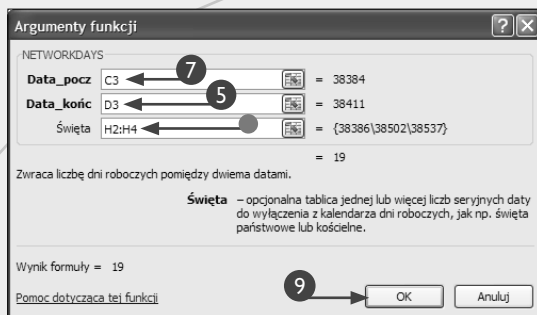 Argumenty funkcji
NETWORKDAYS
Data_pocz C3 7 = 38384
Data_końc D3 5 = 38411
Święta H2:H4 = {38386\38502\38537}
= 19
Zwraca liczbę dni roboczych pomiędzy dwiema datami.
Święta – opcjonalna tablica jednej lub więcej liczb seryjnych daty
do wyłączenia z kalendarza dni roboczych, jak np. święta
państwowe lub kościelne.
Wynik formuły = 19
Pomoc dotycząca tej funkcji 9 OK Anuluj